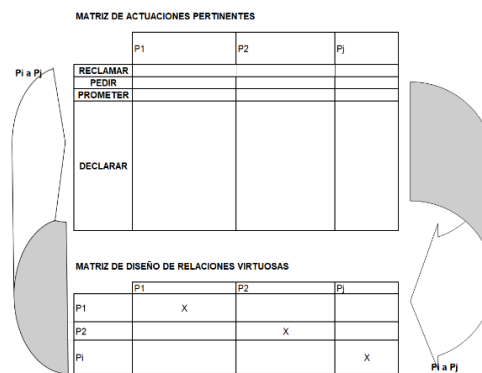 MATRIZ DE ACTUACIONES PERTINENTES
P1 P2 Pj
Pi a Pj
RECLAMAR
PEDIR
PROMETER
DECLARAR
MATRIZ DE DISEÑO DE RELACIONES VIRTUOSAS
P1 P2 Pj
P1 X
P2 X
Pi X
Pi a Pj